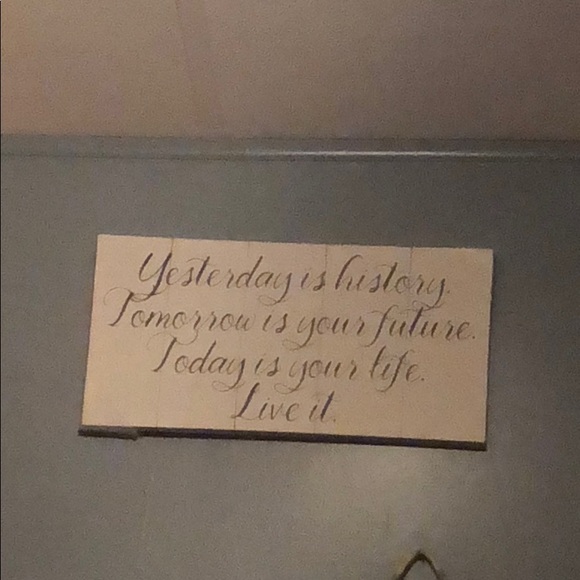 Yesterday is history.
Tomorrow is your future.
Today is your life.
Live it.